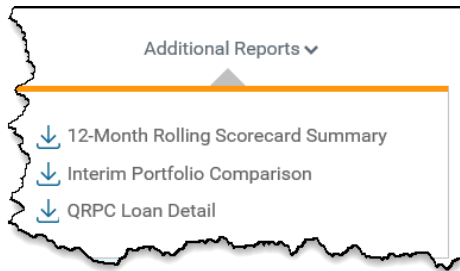 Additional Reports
12-Month Rolling Scorecard Summary
Interim Portfolio Comparison
QRPC Loan Detail